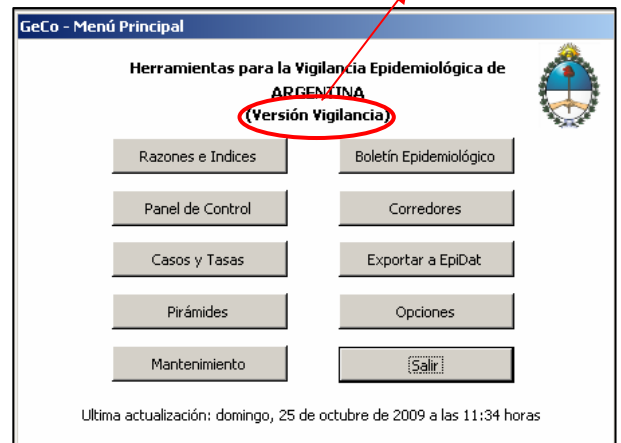 GeCo - Menú Principal
Herramientas para la Vigilancia Epidemiológica de
ARGENTINA
(Versión Vigilancia)
Razones e Indices
Boletín Epidemiológico
Panel de Control
Corredores
Casos y Tasas
Exportar a EpiDat
Pirámides
Opciones
Mantenimiento
Salir
Ultima actualización: domingo, 25 de octubre de 2009 a las 11:34 horas